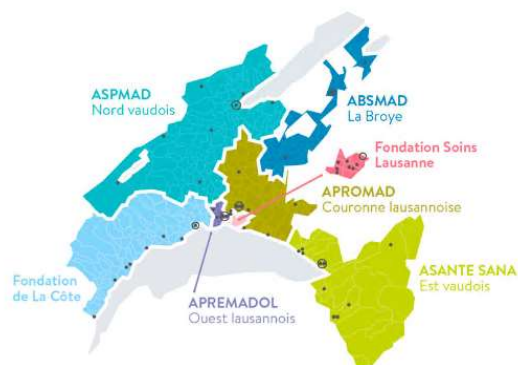 ASPMAD
Nord vaudois
ABSMAD
La Broye
Fondation Soins
Lausanne
APROMAD
Couronne lausannoise
Fondation
de La Côte
APREMADOL
Ouest lausannois
ASANTE SANA
Est vaudois